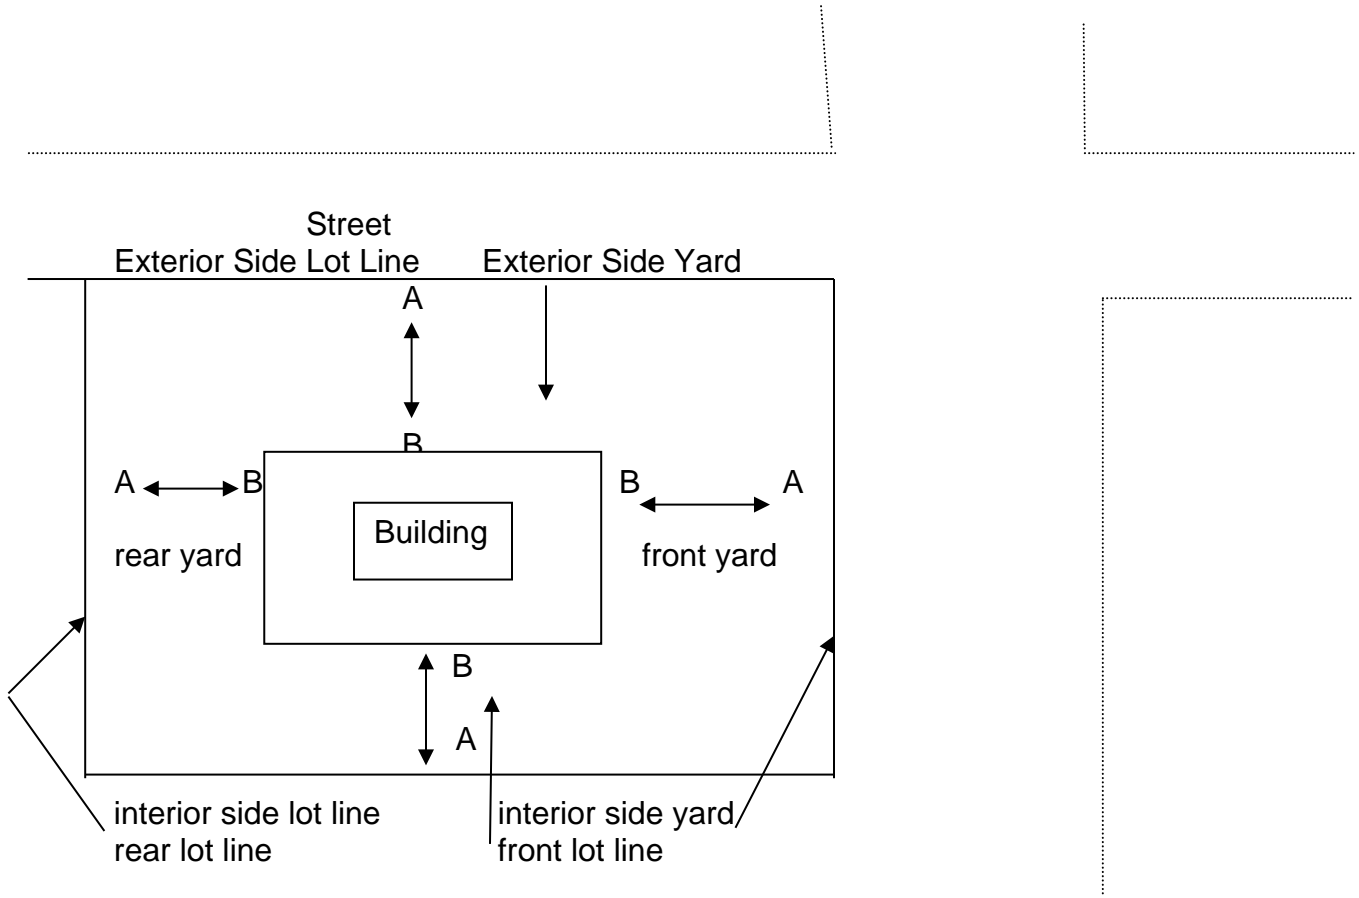 Street
Exterior Side Lot Line Exterior Side Yard
A
B
A B B A
Building
rear yard front yard
B
A
interior side lot line interior side yard
rear lot line front lot line